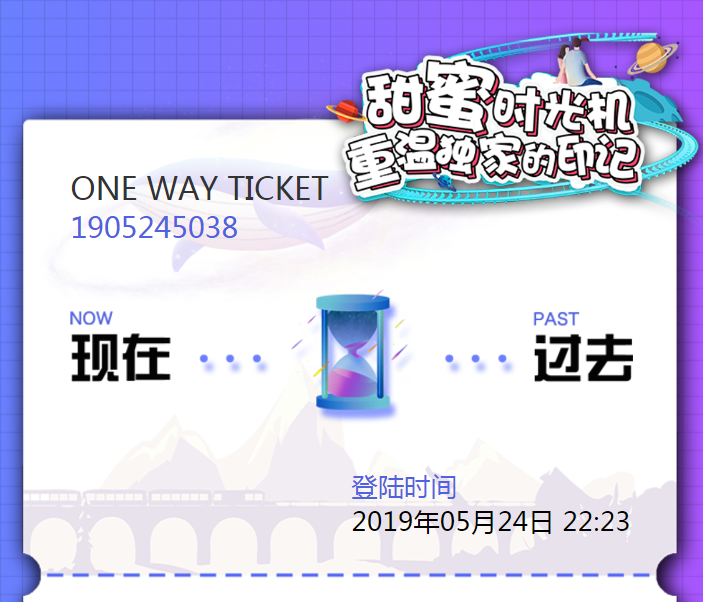 甜蜜时光机
重温独家的印记
ONE WAY TICKET
1905245038
NOW
现在
PAST
过去
登陆时间
2019年05月24日 22:23